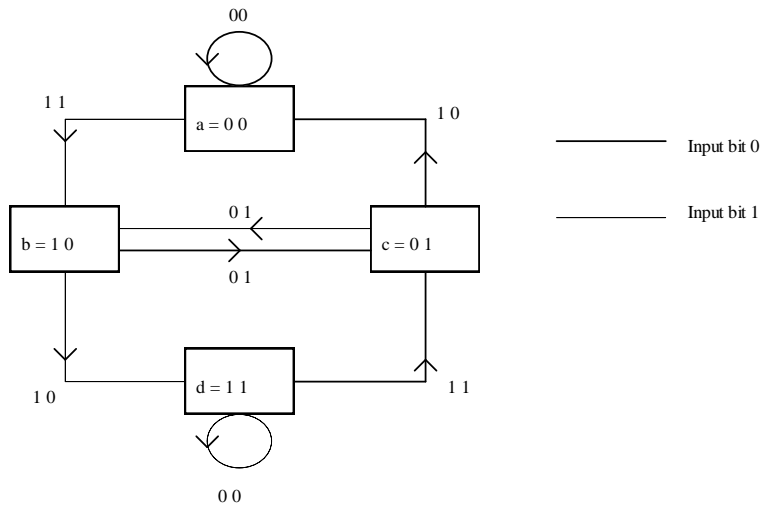 00
1 1
a = 0 0
1 0
Input bit 0
0 1
Input bit 1
b = 1 0
c = 0 1
0 1
1 0
d = 1 1
1 1
0 0